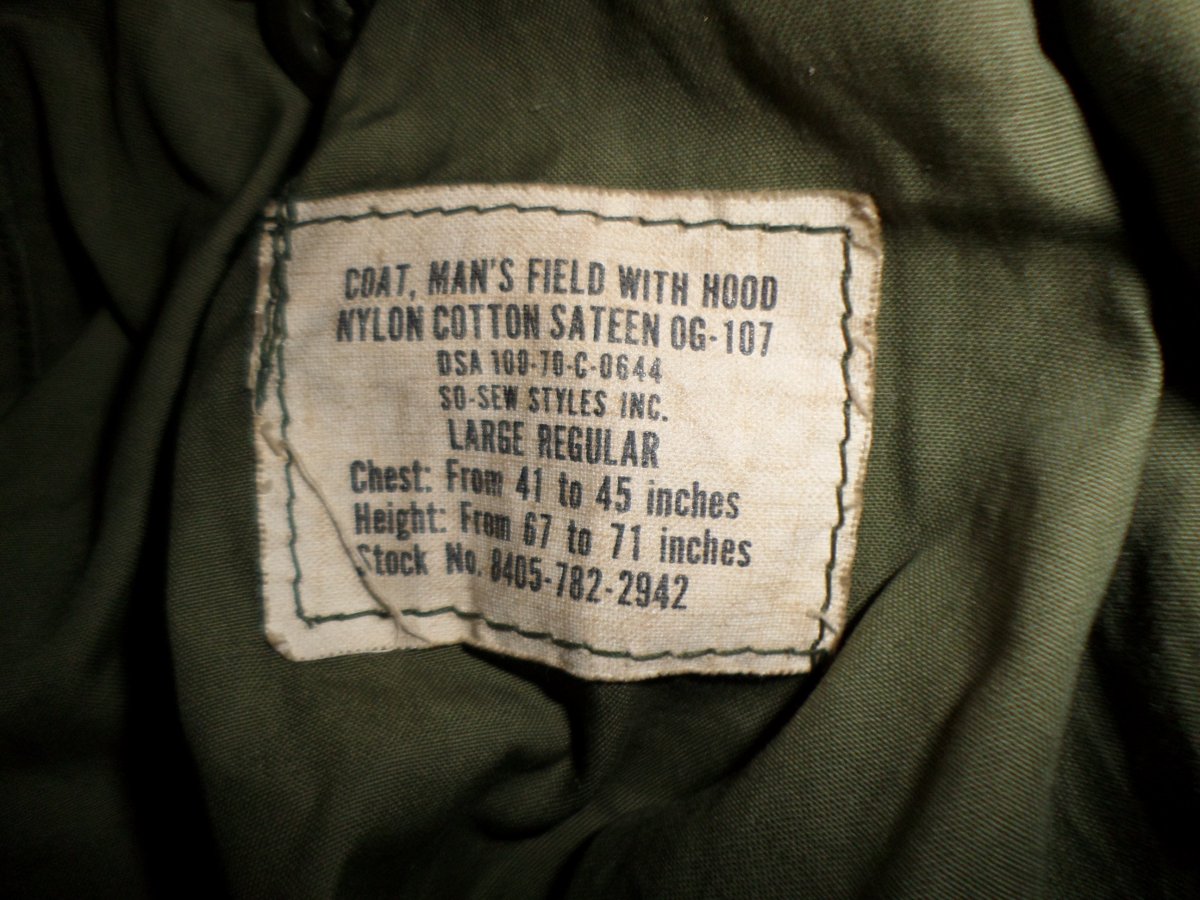 COAT, MAN'S FIELD WITH HOOD
NYLON COTTON SATEEN OG-107
DSA 100-70-C-0644
SO-SEW STYLES INC.
LARGE REGULAR
Chest: From 41 to 45 inches
Height: From 67 to 71 inches
Stock No. 8405-782-2942